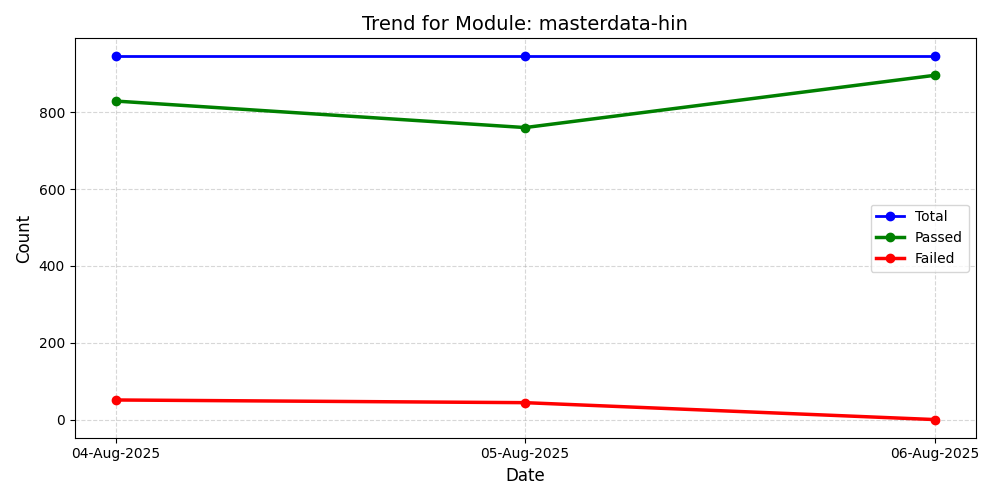 Trend for Module: masterdata-hin
Count
800
600
400
200
0
Total
Passed
Failed
04-Aug-2025
05-Aug-2025
06-Aug-2025
Date